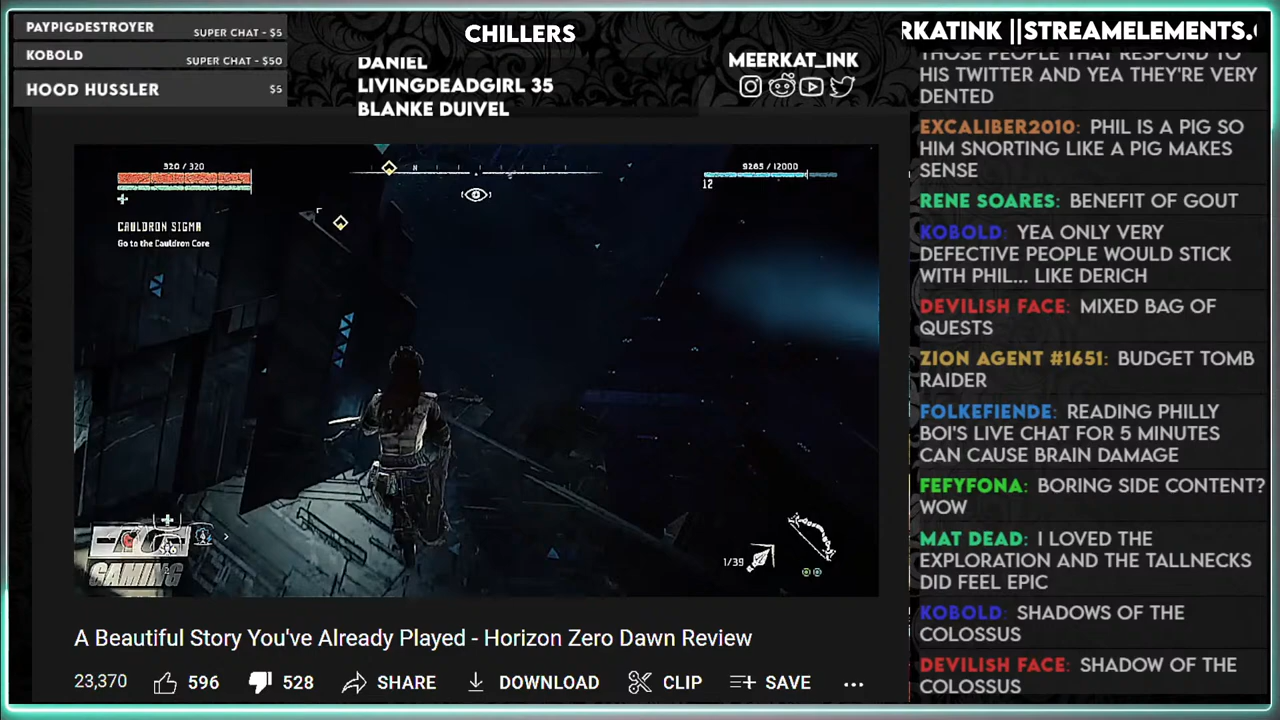 PAYPIGDESTROYER SUPER CHAT - $5
KOBOLD SUPER CHAT - $50
HOOD HUSSLER $5
CHILLERS
DANIEL
LIVINGDEADGIRL 35
BLANKE DUIVEL
MEERKAT_INK
RKATINK ||STREAMELEMENTS.
THOSE PEOPLE THAT RESPOND TO
HIS TWITTER AND YEA THEY'RE VERY
DENTED
EXCALIBER2010: PHIL IS A PIG SO
HIM SNORTING LIKE A PIG MAKES
SENSE
RENE SOARES: BENEFIT OF GOUT
KOBOLD: YEA ONLY VERY
DEFECTIVE PEOPLE WOULD STICK
WITH PHIL... LIKE DERICH
DEVILISH FACE: MIXED BAG OF
QUESTS
ZION AGENT #1651: BUDGET TOMB
RAIDER
FOLKEFIENDE: READING PHILLY
BOI'S LIVE CHAT FOR 5 MINUTES
CAN CAUSE BRAIN DAMAGE
FEFYFONA: BORING SIDE CONTENT?
WOW
MAT DEAD: I LOVED THE
EXPLORATION AND THE TALLNECKS
DID FEEL EPIC
KOBOLD: SHADOWS OF THE
COLOSSUS
DEVILISH FACE: SHADOW OF THE
COLOSSUS
320 / 320
N
9285 / 12000
12
CAULDRON SIGMA
Go to the Cauldron Core
1/39
GAMING
A Beautiful Story You've Already Played - Horizon Zero Dawn Review
23,370 596 528 SHARE DOWNLOAD CLIP SAVE ...